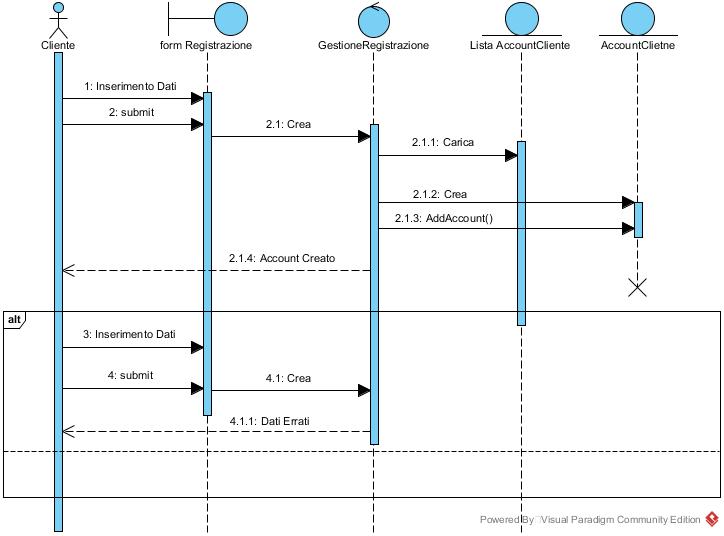 Cliente
form Registrazione
GestioneRegistrazione
Lista AccountCliente
AccountClietne
1: Inserimento Dati
2: submit
2.1: Crea
2.1.1: Carica
2.1.2: Crea
2.1.3: AddAccount()
2.1.4: Account Creato
alt
3: Inserimento Dati
4: submit
4.1: Crea
4.1.1: Dati Errati
Powered By Visual Paradigm Community Edition